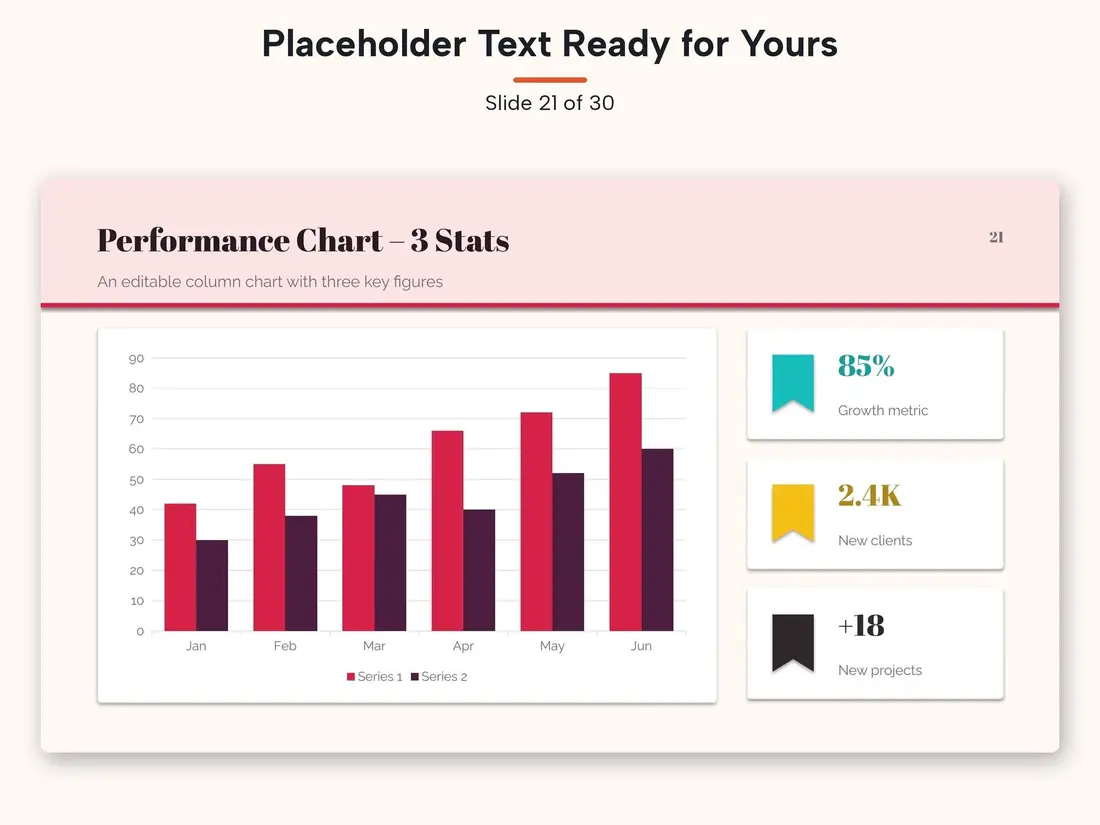 Placeholder Text Ready for Yours
Slide 21 of 30
Performance Chart – 3 Stats
21
An editable column chart with three key figures
90
80
70
60
50
40
30
20
10
0
Jan Feb Mar Apr May Jun
Series 1 Series 2
85%
Growth metric
2.4K
New clients
+18
New projects